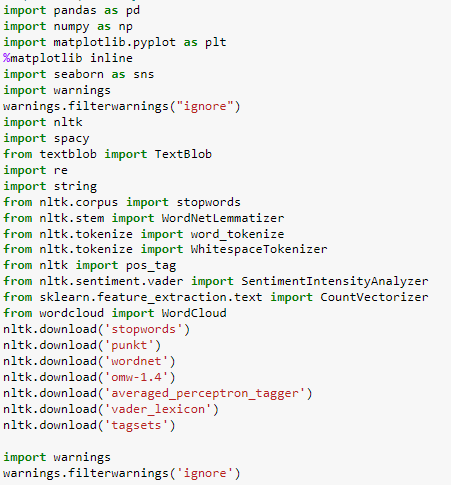 import pandas as pd
import numpy as np
import matplotlib.pyplot as plt
%matplotlib inline
import seaborn as sns
import warnings
warnings.filterwarnings("ignore")
import nltk
import spacy
from textblob import TextBlob
import re
import string
from nltk.corpus import stopwords
from nltk.stem import WordNetLemmatizer
from nltk.tokenize import word_tokenize
from nltk.tokenize import WhitespaceTokenizer
from nltk import pos_tag
from nltk.sentiment.vader import SentimentIntensityAnalyzer
from sklearn.feature_extraction.text import CountVectorizer
from wordcloud import WordCloud
nltk.download('stopwords')
nltk.download('punkt')
nltk.download('wordnet')
nltk.download('omw-1.4')
nltk.download('averaged_perceptron_tagger')
nltk.download('vader_lexicon')
nltk.download('tagsets')

import warnings
warnings.filterwarnings('ignore')